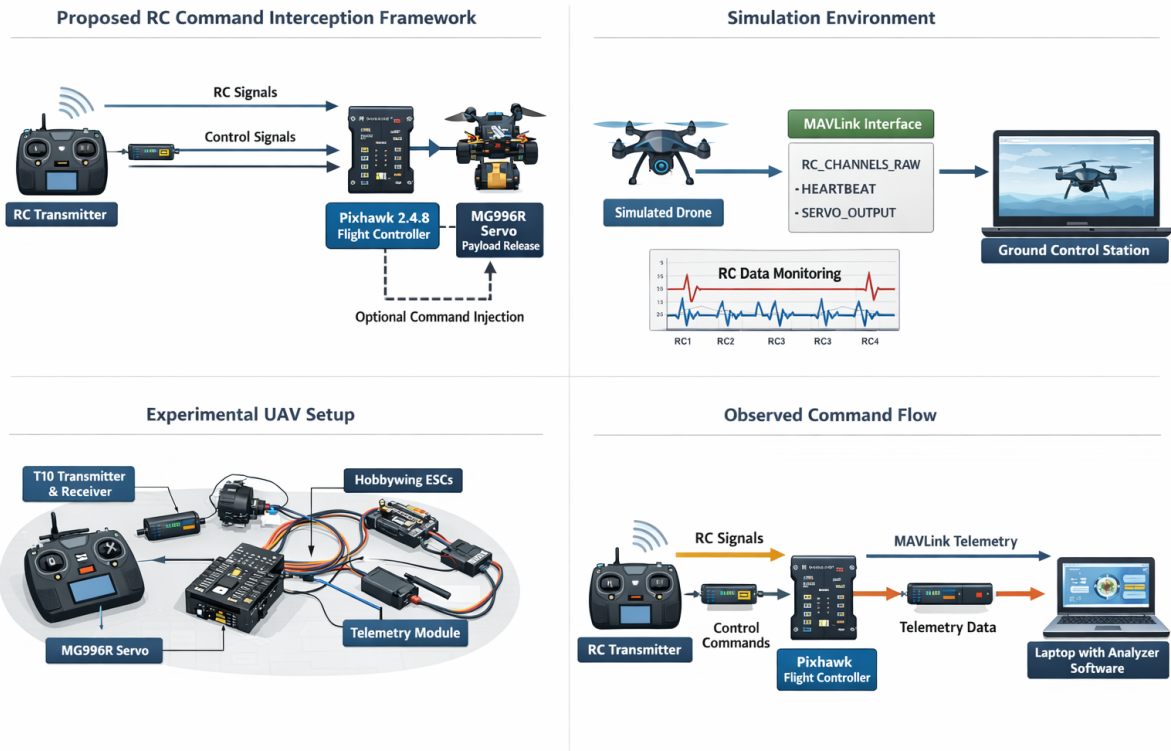 Proposed RC Command Interception Framework
RC Signals
Control Signals
RC Transmitter
Pixhawk 2.4.8
Flight Controller
MG996R
Servo
Payload Release
Optional Command Injection
Simulation Environment
MAVLink Interface
RC_CHANNELS_RAW
- HEARTBEAT
- SERVO_OUTPUT
Simulated Drone
Ground Control Station
RC Data Monitoring
RC1 RC2 RC3 RC3 RC4
Experimental UAV Setup
T10 Transmitter
& Receiver
Hobbywing ESCs
Telemetry Module
MG996R Servo
Observed Command Flow
RC Signals
MAVLink Telemetry
RC Transmitter
Control
Commands
Telemetry Data
Pixhawk
Flight Controller
Laptop with Analyzer
Software